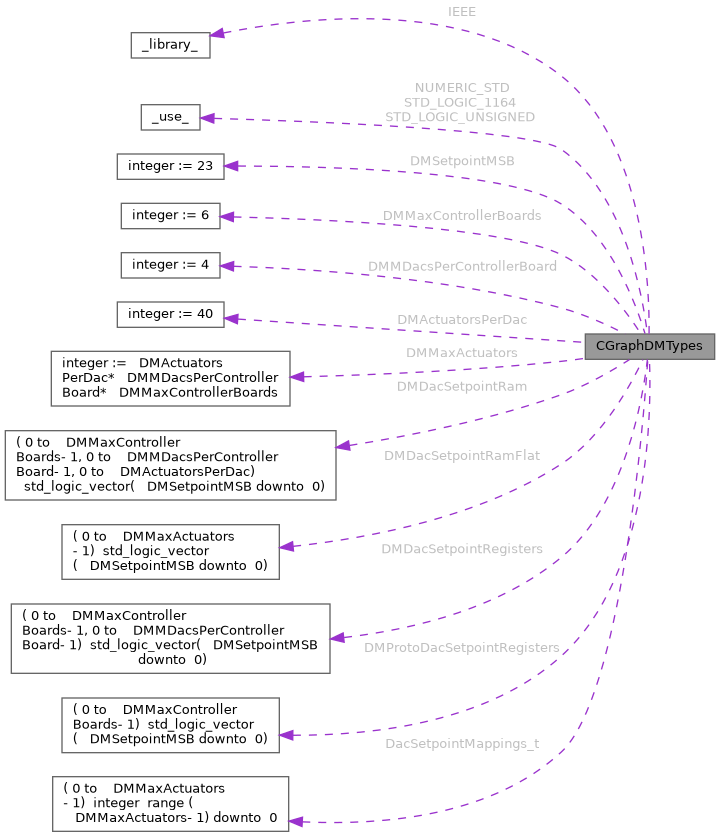 IEEE
_library_
NUMERIC_STD
STD_LOGIC_1164
STD_LOGIC_UNSIGNED
_use_
DMSetpointMSB
integer := 23
DMMaxControllerBoards
integer := 6
DMMDacsPerControllerBoard
integer := 4
DMActuatorsPerDac
integer := 40
CGraphDMTypes
DMMaxActuators
integer := DMActuators
PerDac* DMMDacsPerController
Board* DMMaxControllerBoards
DMDacSetpointRam
( 0 to DMMaxController
Boards- 1, 0 to DMMDacsPerController
Board- 1, 0 to DMActuatorsPerDac)
std_logic_vector( DMSetpointMSB downto 0)
DMDacSetpointRamFlat
( 0 to DMMaxActuators
- 1) std_logic_vector
( DMSetpointMSB downto 0)
DMDacSetpointRegisters
( 0 to DMMaxController
Boards- 1, 0 to DMMDacsPerController
Board- 1) std_logic_vector( DMSetpointMSB
downto 0)
DMProtoDacSetpointRegisters
( 0 to DMMaxController
Boards- 1) std_logic_vector
( DMSetpointMSB downto 0)
DacSetpointMappings_t
( 0 to DMMaxActuators
- 1) integer range (
DMMaxActuators- 1) downto 0